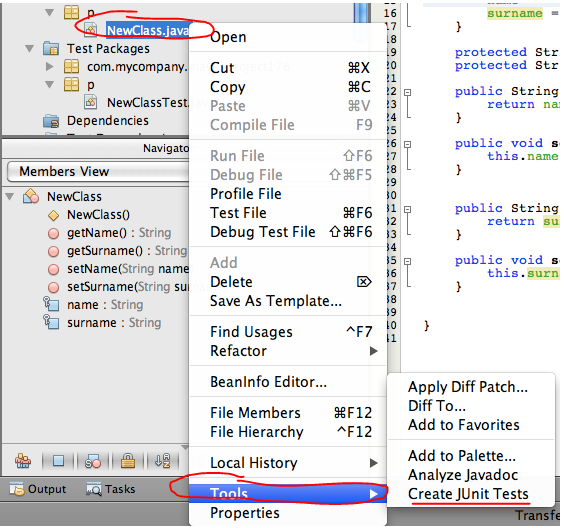 p
NewClass.java
Test Packages
com.mycompany.
p
NewClassTest.
Dependencies
Navigato
Members View
NewClass
NewClass()
getName() : String
getSurname() : String
setName(String name
setSurname(String su
name : String
surname : String
Output
Tasks
Open
Cut ⌘X
Copy ⌘C
Paste ⌘V
Compile File F9
Run File ⇧F6
Debug File ⇧⌘F5
Profile File
Test File ⌘F6
Debug Test File ⇧⌘F6
Add
Delete ⌦
Save As Template...
Find Usages ^F7
Refactor
BeanInfo Editor...
File Members ⌘F12
File Hierarchy ^F12
Local History
Tools
Properties
Apply Diff Patch...
Diff To...
Add to Favorites
Add to Palette...
Analyze Javadoc
Create JUnit Tests
16 surname =
17 }
protected Str
protected Str
public String
return nam
}
public void s
this.name
}
public String
return su
}
public void s
this.surn
}
40 }
41
Transfe